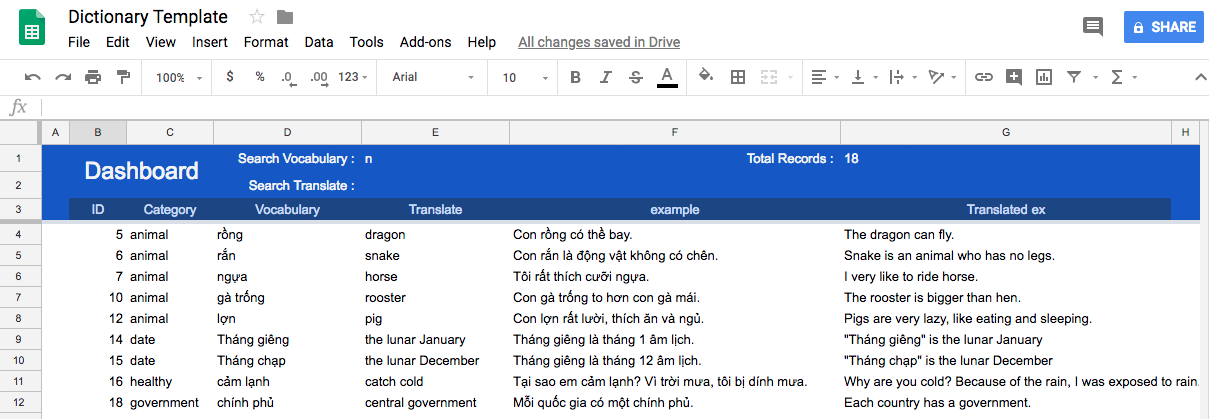 Dictionary Template
File Edit View Insert Format Data Tools Add-ons Help All changes saved in Drive
SHARE
100% $ % .0 .00 123 Arial 10 B I S A Σ
fx
A B C D E F G H
1 Dashboard Search Vocabulary : n Total Records : 18
2 Search Translate :
3 ID Category Vocabulary Translate example Translated ex
4 5 animal rồng dragon Con rồng có thể bay. The dragon can fly.
5 6 animal rắn snake Con rắn là động vật không có chên. Snake is an animal who has no legs.
6 7 animal ngựa horse Tôi rất thích cưỡi ngựa. I very like to ride horse.
7 10 animal gà trống rooster Con gà trống to hơn con gà mái. The rooster is bigger than hen.
8 12 animal lợn pig Con lợn rất lười, thích ăn và ngủ. Pigs are very lazy, like eating and sleeping.
9 14 date Tháng giêng the lunar January Tháng giêng là tháng 1 âm lịch. "Tháng giêng" is the lunar January
10 15 date Tháng chạp the lunar December Tháng giêng là tháng 12 âm lịch. "Tháng chạp" is the lunar December
11 16 healthy cảm lạnh catch cold Tại sao em cảm lạnh? Vì trời mưa, tôi bị dính mưa. Why are you cold? Because of the rain, I was exposed to rain.
12 18 government chính phủ central government Mỗi quốc gia có một chính phủ. Each country has a government.